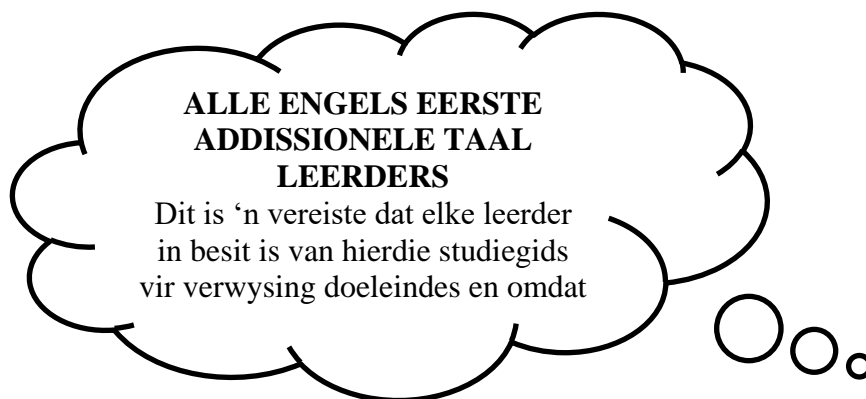 ALLE ENGELS EERSTE
ADDISSIONELE TAAL
LEERDERS
Dit is ‘n vereiste dat elke leerder
in besit is van hierdie studiegids
vir verwysing doeleindes en omdat